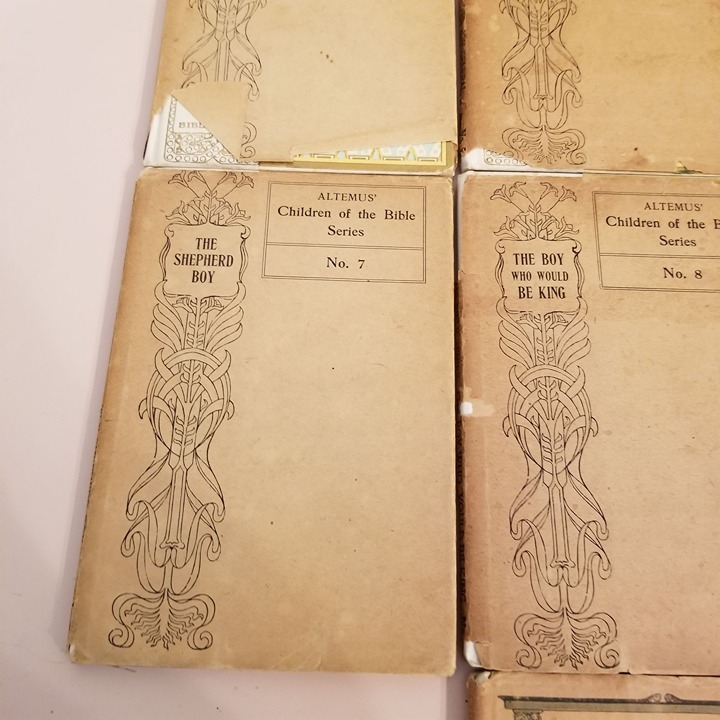 THE
SHEPHERD
BOY
ALTEMUS'
Children of the Bible
Series
No. 7
THE BOY
WHO WOULD
BE KING
ALTEMUS'
Children of the
Series
No. 8